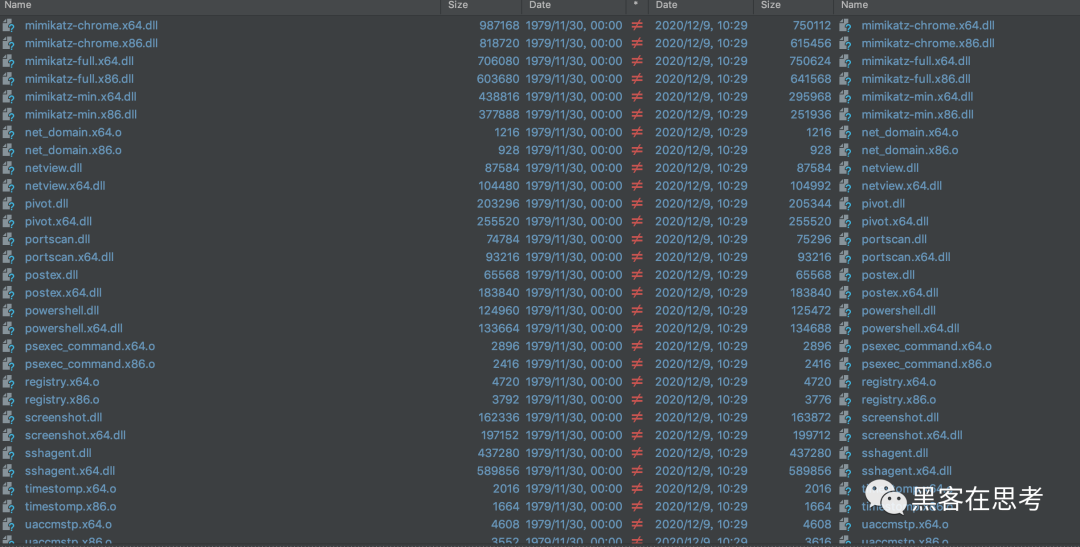 Name Size Date * Date Size Name
mimikatz-chrome.x64.dll 987168 1979/11/30, 00:00 ≠ 2020/12/9, 10:29 750112 mimikatz-chrome.x64.dll
mimikatz-chrome.x86.dll 818720 1979/11/30, 00:00 ≠ 2020/12/9, 10:29 615456 mimikatz-chrome.x86.dll
mimikatz-full.x64.dll 706080 1979/11/30, 00:00 ≠ 2020/12/9, 10:29 750624 mimikatz-full.x64.dll
mimikatz-full.x86.dll 603680 1979/11/30, 00:00 ≠ 2020/12/9, 10:29 641568 mimikatz-full.x86.dll
mimikatz-min.x64.dll 438816 1979/11/30, 00:00 ≠ 2020/12/9, 10:29 295968 mimikatz-min.x64.dll
mimikatz-min.x86.dll 377888 1979/11/30, 00:00 ≠ 2020/12/9, 10:29 251936 mimikatz-min.x86.dll
net_domain.x64.o 1216 1979/11/30, 00:00 ≠ 2020/12/9, 10:29 1216 net_domain.x64.o
net_domain.x86.o 928 1979/11/30, 00:00 ≠ 2020/12/9, 10:29 928 net_domain.x86.o
netview.dll 87584 1979/11/30, 00:00 ≠ 2020/12/9, 10:29 87584 netview.dll
netview.x64.dll 104480 1979/11/30, 00:00 ≠ 2020/12/9, 10:29 104992 netview.x64.dll
pivot.dll 203296 1979/11/30, 00:00 ≠ 2020/12/9, 10:29 205344 pivot.dll
pivot.x64.dll 255520 1979/11/30, 00:00 ≠ 2020/12/9, 10:29 255520 pivot.x64.dll
portscan.dll 74784 1979/11/30, 00:00 ≠ 2020/12/9, 10:29 75296 portscan.dll
portscan.x64.dll 93216 1979/11/30, 00:00 ≠ 2020/12/9, 10:29 93216 portscan.x64.dll
postex.dll 65568 1979/11/30, 00:00 ≠ 2020/12/9, 10:29 65568 postex.dll
postex.x64.dll 183840 1979/11/30, 00:00 ≠ 2020/12/9, 10:29 183840 postex.x64.dll
powershell.dll 124960 1979/11/30, 00:00 ≠ 2020/12/9, 10:29 125472 powershell.dll
powershell.x64.dll 133664 1979/11/30, 00:00 ≠ 2020/12/9, 10:29 134688 powershell.x64.dll
psexec_command.x64.o 2896 1979/11/30, 00:00 ≠ 2020/12/9, 10:29 2896 psexec_command.x64.o
psexec_command.x86.o 2416 1979/11/30, 00:00 ≠ 2020/12/9, 10:29 2416 psexec_command.x86.o
registry.x64.o 4720 1979/11/30, 00:00 ≠ 2020/12/9, 10:29 4720 registry.x64.o
registry.x86.o 3792 1979/11/30, 00:00 ≠ 2020/12/9, 10:29 3776 registry.x86.o
screenshot.dll 162336 1979/11/30, 00:00 ≠ 2020/12/9, 10:29 163872 screenshot.dll
screenshot.x64.dll 197152 1979/11/30, 00:00 ≠ 2020/12/9, 10:29 199712 screenshot.x64.dll
sshagent.dll 437280 1979/11/30, 00:00 ≠ 2020/12/9, 10:29 437280 sshagent.dll
sshagent.x64.dll 589856 1979/11/30, 00:00 ≠ 2020/12/9, 10:29 589856 sshagent.x64.dll
timestomp.x64.o 2016 1979/11/30, 00:00 ≠ 2020/12/9, 10:29 2016
timestomp.x86.o 1664 1979/11/30, 00:00 ≠ 2020/12/9, 10:29 1664
黑客在思考
uaccmstp.x64.o 4608 1979/11/30, 00:00 ≠ 2020/12/9, 10:29 4608 uaccmstp.x64.o
uaccmstp.x86.o 3552 1979/11/30, 00:00 ≠ 2020/12/9, 10:29 3616 uaccmstp.x86.o